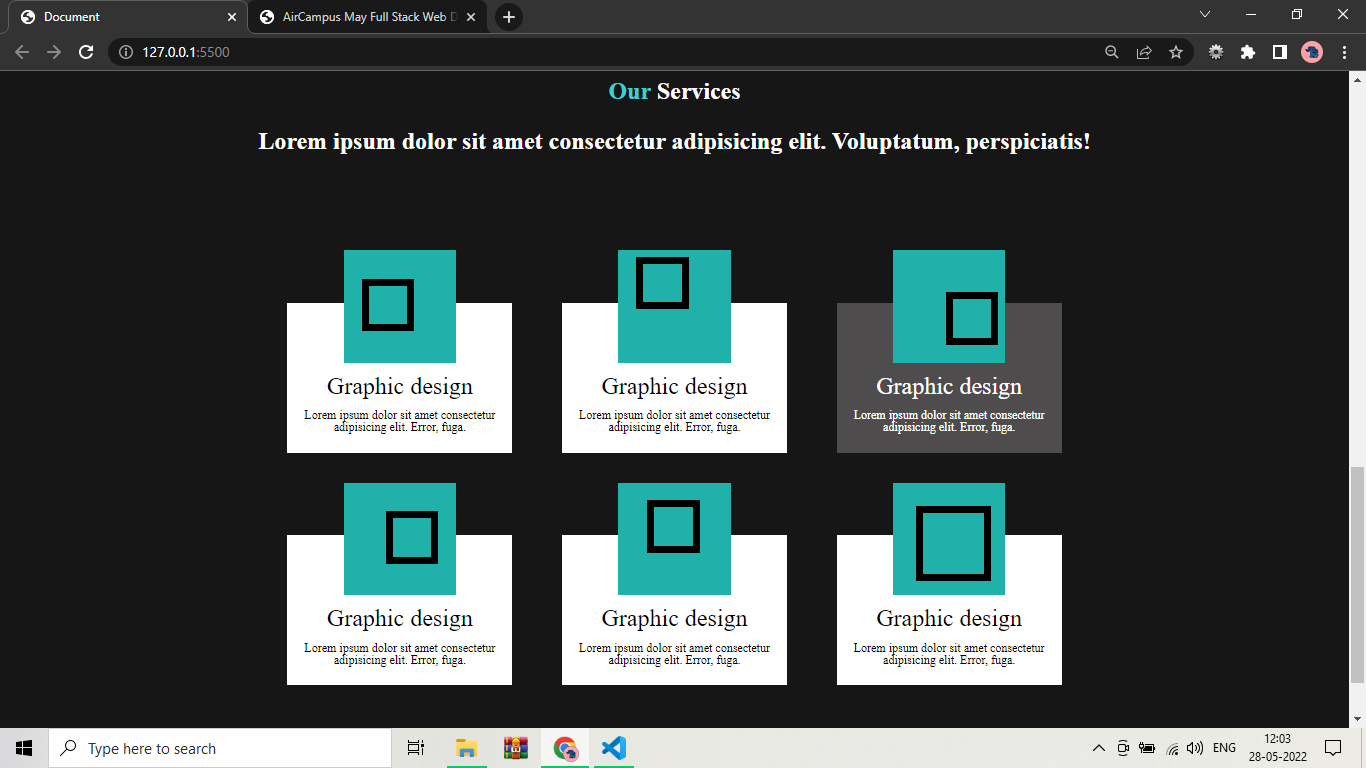 Document
AirCampus May Full Stack Web D
127.0.0.1:5500
Our Services
Lorem ipsum dolor sit amet consectetur adipisicing elit. Voluptatum, perspiciatis!
Graphic design
Lorem ipsum dolor sit amet consectetur
adipisicing elit. Error, fuga.
Graphic design
Lorem ipsum dolor sit amet consectetur
adipisicing elit. Error, fuga.
Graphic design
Lorem ipsum dolor sit amet consectetur
adipisicing elit. Error, fuga.
Graphic design
Lorem ipsum dolor sit amet consectetur
adipisicing elit. Error, fuga.
Graphic design
Lorem ipsum dolor sit amet consectetur
adipisicing elit. Error, fuga.
Graphic design
Lorem ipsum dolor sit amet consectetur
adipisicing elit. Error, fuga.
Type here to search
ENG
12:03
28-05-2022